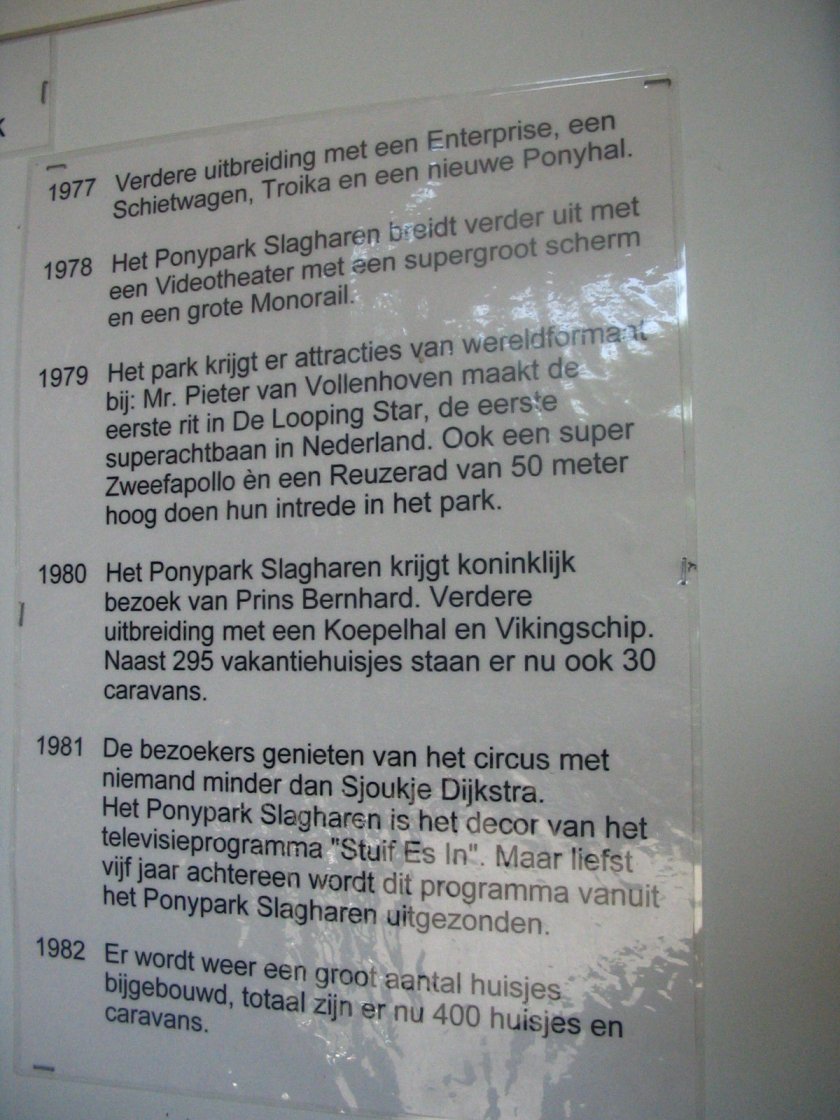 K
1977 Verdere uitbreiding met een Enterprise, een
Schietwagen, Troika en een nieuwe Ponyhal.
1978 Het Ponypark Slagharen breidt verder uit met
een Videotheater met een supergroot scherm
en een grote Monorail.
1979 Het park krijgt er attracties van wereldformaat
bij: Mr. Pieter van Vollenhoven maakt de
eerste rit in De Looping Star, de eerste
superachtbaan in Nederland. Ook een super
Zweefapollo èn een Reuzerad van 50 meter
hoog doen hun intrede in het park.
1980 Het Ponypark Slagharen krijgt koninklijk
bezoek van Prins Bernhard. Verdere
uitbreiding met een Koepelhal en Vikingschip.
Naast 295 vakantiehuisjes staan er nu ook 30
caravans.
1981 De bezoekers genieten van het circus met
niemand minder dan Sjoukje Dijkstra.
Het Ponypark Slagharen is het decor van het
televisieprogramma "Stuif Es In". Maar liefst
vijf jaar achtereen wordt dit programma vanuit
het Ponypark Slagharen uitgezonden.
1982 Er wordt weer een groot aantal huisjes
bijgebouwd, totaal zijn er nu 400 huisjes en
caravans.